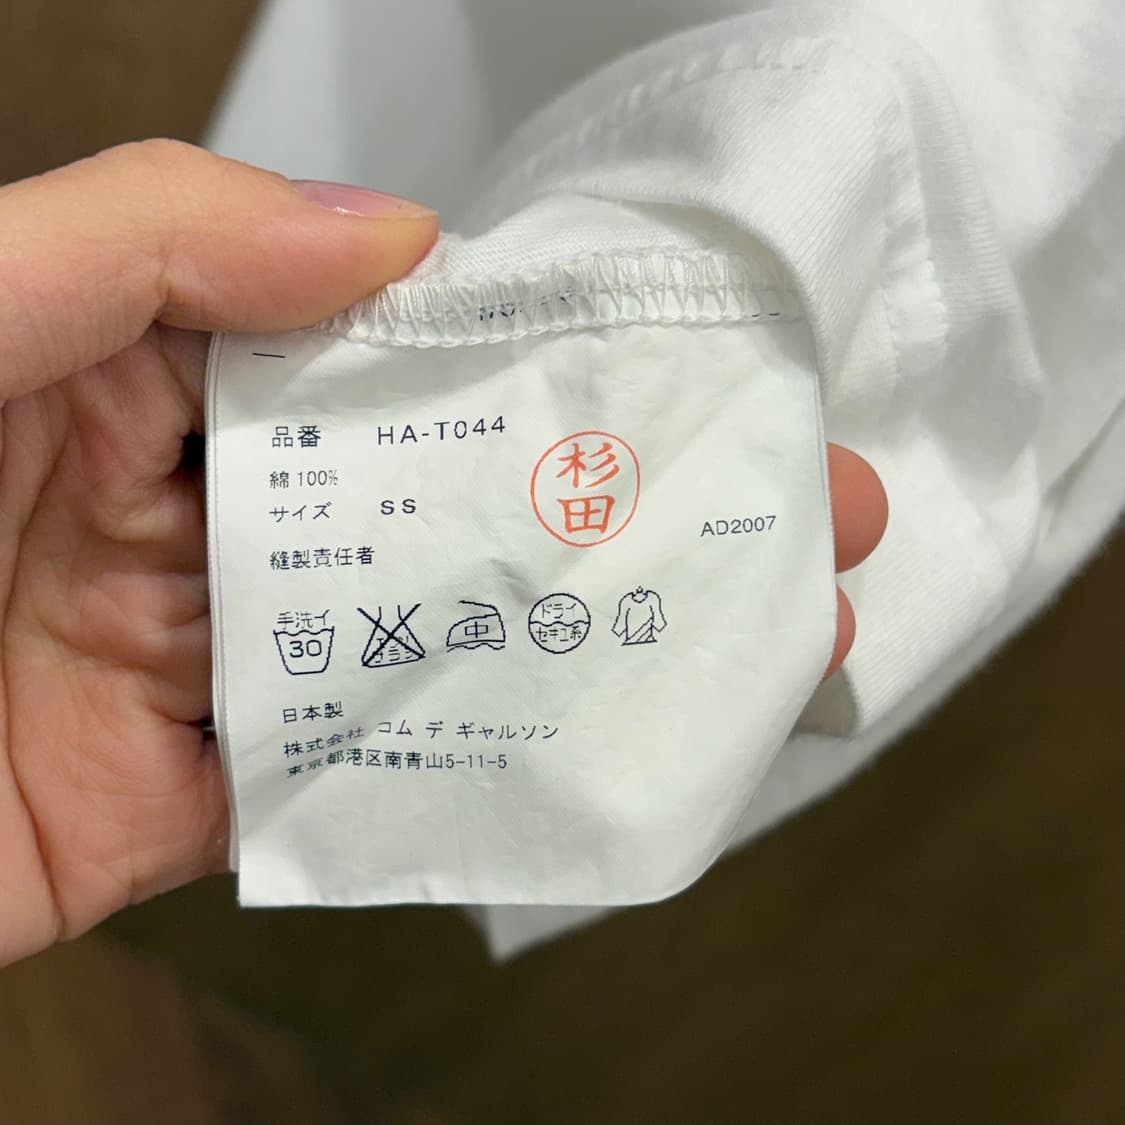 品番 HA-T044
綿 100%
サイズ SS
杉田
AD2007
縫製責任者
手洗イ
30
中
ドライ
セキユ系
日本製
株式会社 コム デ ギャルソン
東京都港区南青山5-11-5